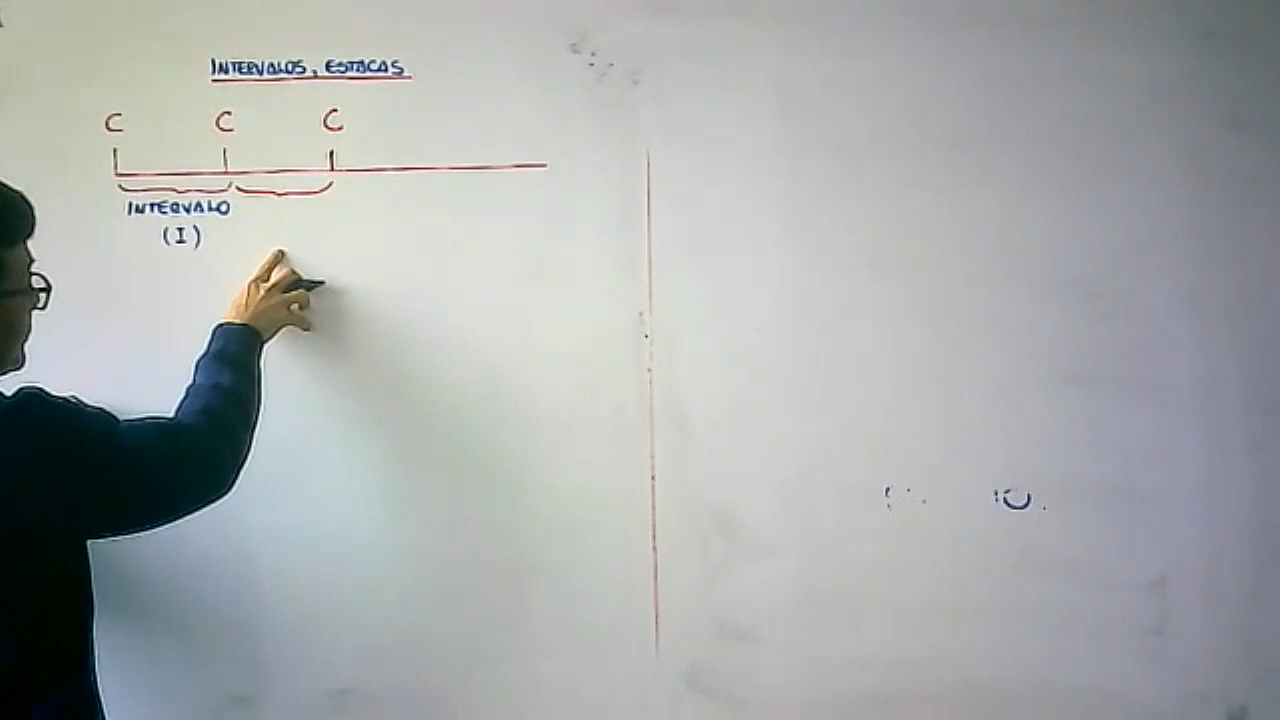 INTERVALOS, ESTACAS
C C C
INTERVALO
(I)